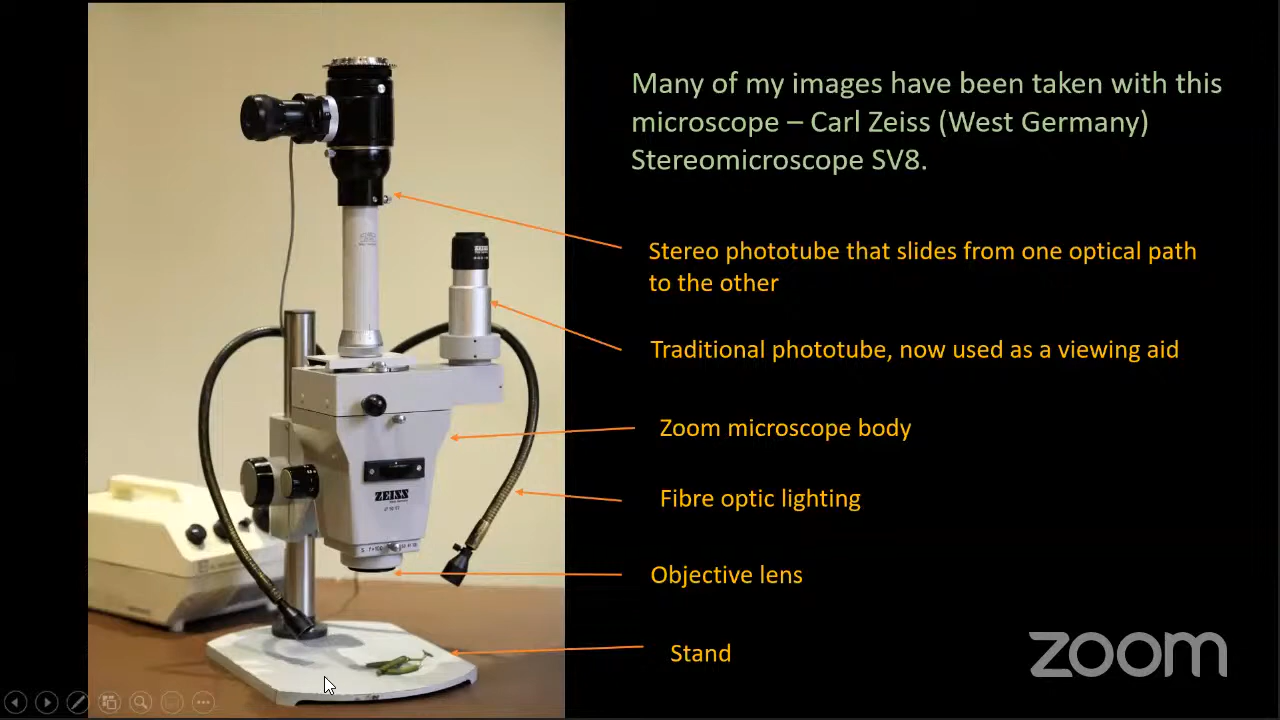 Many of my images have been taken with this
microscope – Carl Zeiss (West Germany)
Stereomicroscope SV8.
Stereo phototube that slides from one optical path
to the other
Traditional phototube, now used as a viewing aid
Zoom microscope body
Fibre optic lighting
ZEISS
Objective lens
Stand
zoom